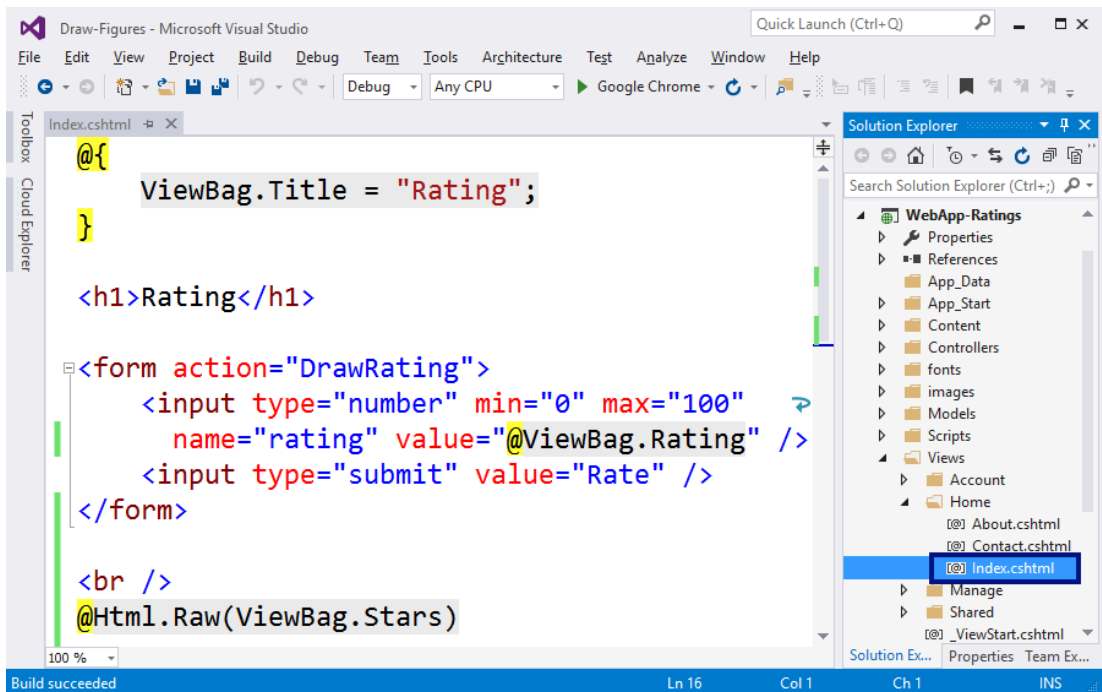 Draw-Figures - Microsoft Visual Studio
Quick Launch (Ctrl+Q)
File Edit View Project Build Debug Team Tools Architecture Test Analyze Window Help
Debug Any CPU Google Chrome
Toolbox
Cloud Explorer
Index.cshtml
@{
ViewBag.Title = "Rating";
}
<h1>Rating</h1>
<form action="DrawRating">
<input type="number" min="0" max="100"
name="rating" value="@ViewBag.Rating" />
<input type="submit" value="Rate" />
</form>
<br />
@Html.Raw(ViewBag.Stars)
100 %
Solution Explorer
Search Solution Explorer (Ctrl+;)
WebApp-Ratings
Properties
References
App_Data
App_Start
Content
Controllers
fonts
images
Models
Scripts
Views
Account
Home
[@] About.cshtml
[@] Contact.cshtml
[@] Index.cshtml
Manage
Shared
[@] _ViewStart.cshtml
Solution Ex... Properties Team Ex...
Build succeeded Ln 16 Col 1 Ch 1 INS